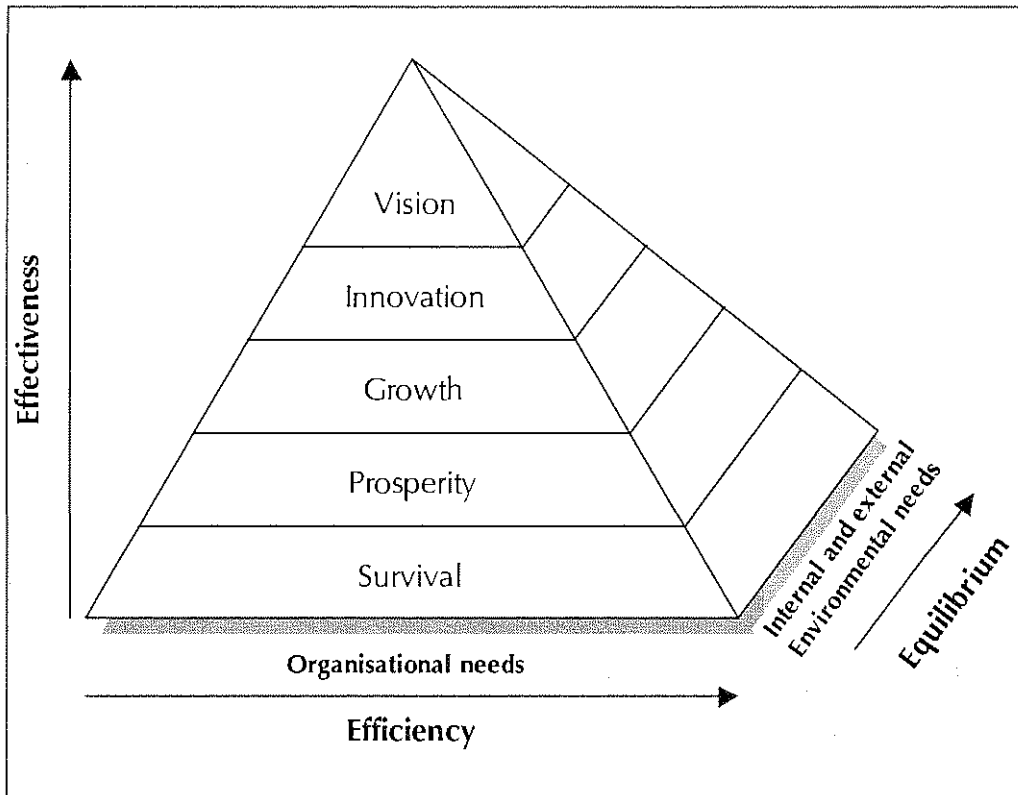 Effectiveness
Vision
Innovation
Growth
Prosperity
Survival
Organisational needs
Efficiency
Internal and external
Environmental needs
Equilibrium